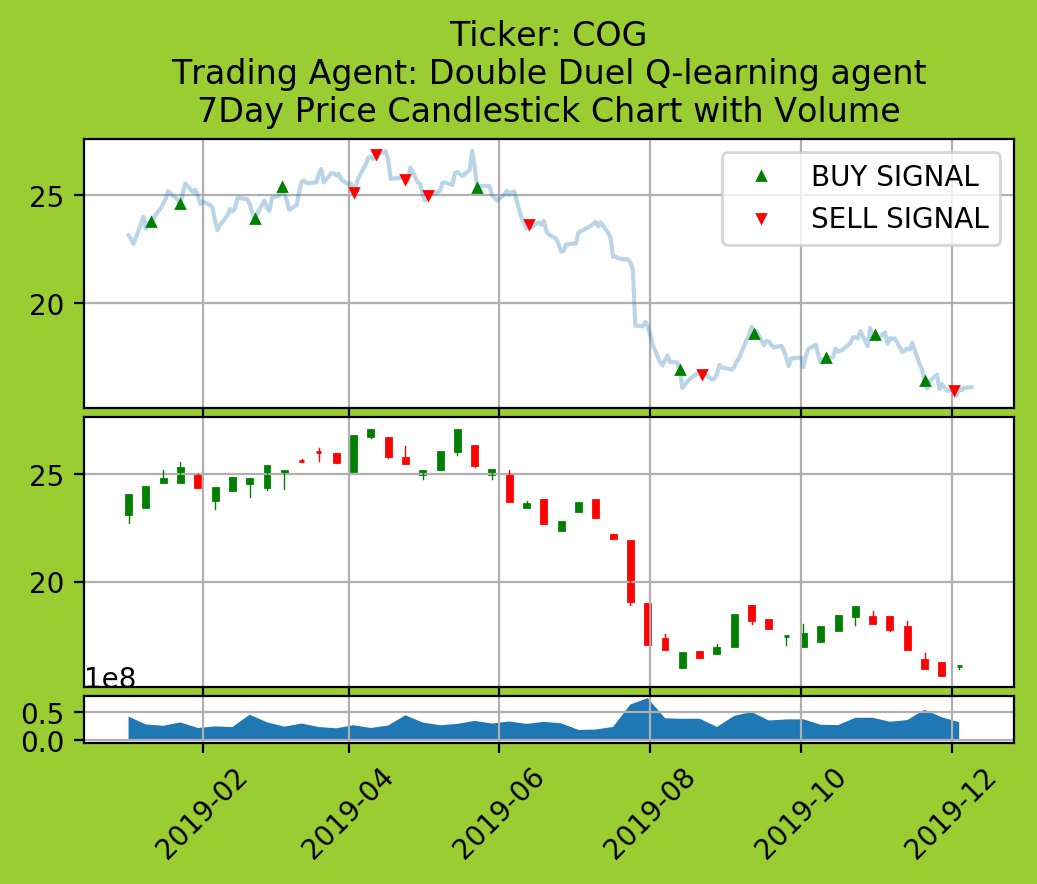 Ticker: COG
Trading Agent: Double Duel Q-learning agent
7Day Price Candlestick Chart with Volume
25
20
BUY SIGNAL
SELL SIGNAL
25
20
1e8
0.5
0.0
2019-02
2019-04
2019-06
2019-08
2019-10
2019-12